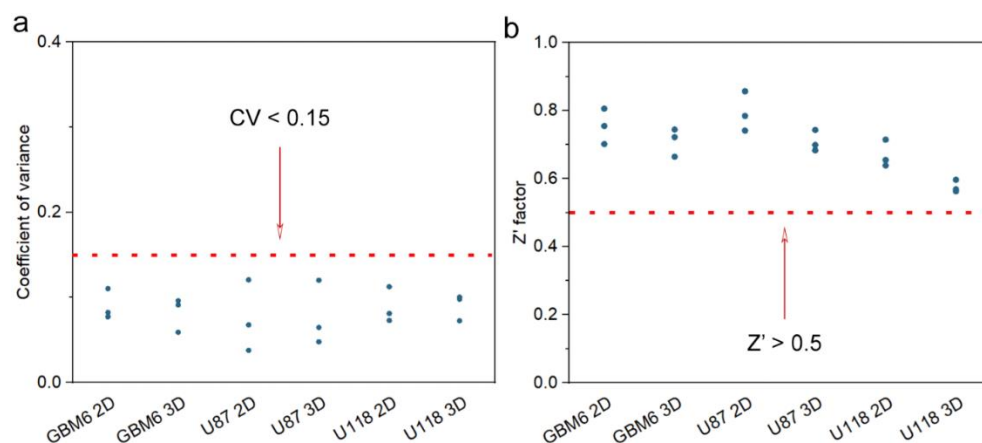 a
0.4
0.2
0.0
Coefficient of variance
CV < 0.15
GBM6 2D
GBM6 3D
U87 2D
U87 3D
U118 2D
U118 3D
b
1.0
0.8
0.6
0.4
0.2
0.0
Z' factor
Z’ > 0.5
GBM6 2D
GBM6 3D
U87 2D
U87 3D
U118 2D
U118 3D